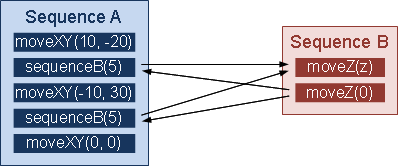 Sequence A
moveXY(10, -20)
sequenceB(5)
moveXY(-10, 30)
sequenceB(5)
moveXY(0, 0)
Sequence B
moveZ(z)
moveZ(0)